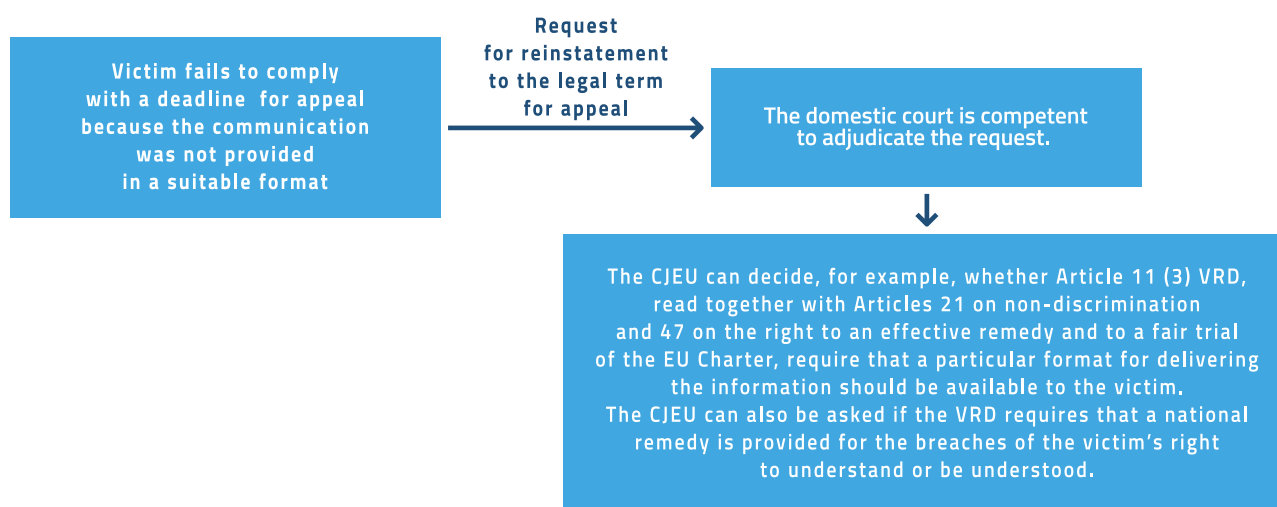 Victim fails to comply
with a deadline for appeal
because the communication
was not provided
in a suitable format
Request
for reinstatement
to the legal term
for appeal
The domestic court is competent
to adjudicate the request.
The CJEU can decide, for example, whether Article 11 (3) VRD,
read together with Articles 21 on non-discrimination
and 47 on the right to an effective remedy and to a fair trial
of the EU Charter, require that a particular format for delivering
the information should be available to the victim.
The CJEU can also be asked if the VRD requires that a national
remedy is provided for the breaches of the victim’s right
to understand or be understood.